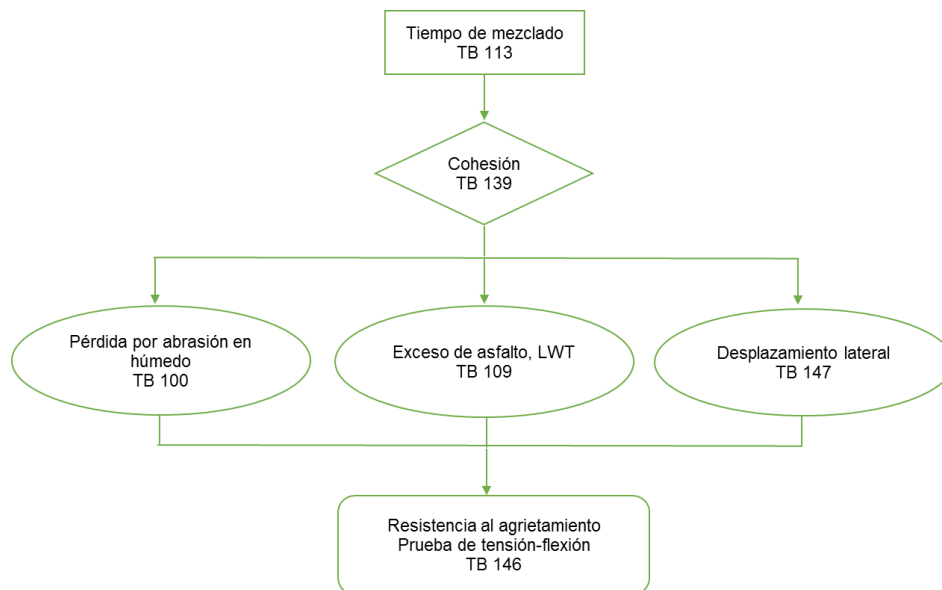 Tiempo de mezclado
TB 113
Cohesión
TB 139
Pérdida por abrasión en
húmedo
TB 100
Exceso de asfalto, LWT
TB 109
Desplazamiento lateral
TB 147
Resistencia al agrietamiento
Prueba de tensión-flexión
TB 146